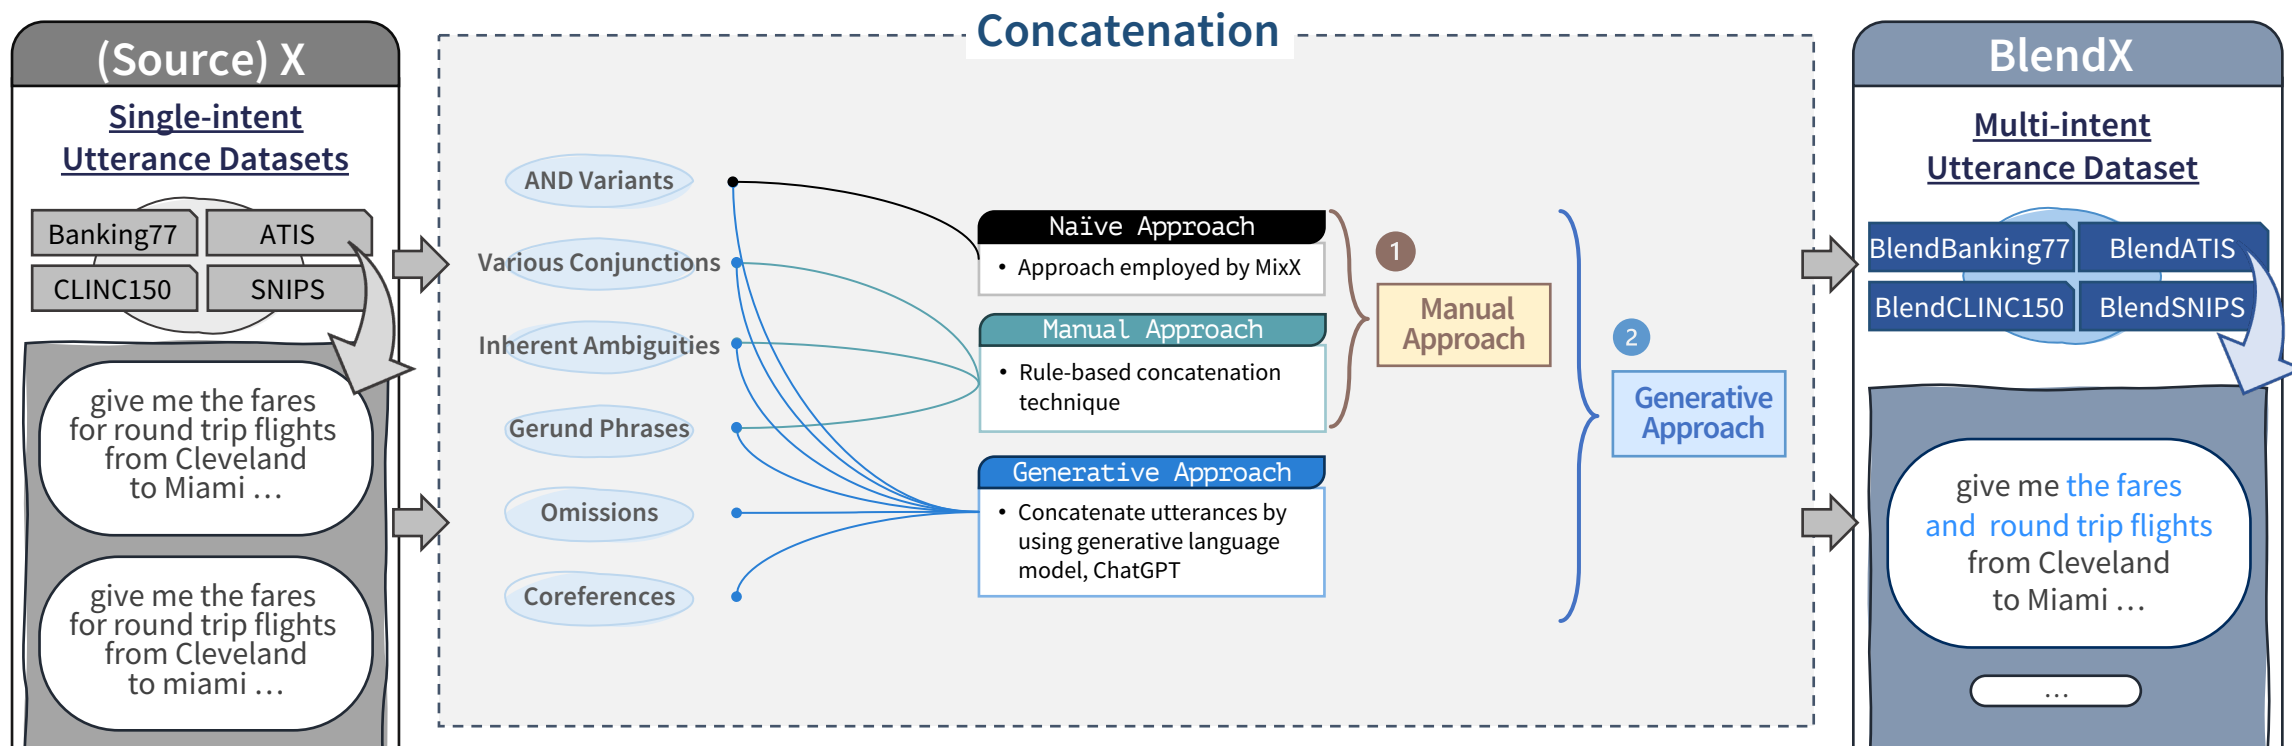 (Source) X
Single-intent
Utterance Datasets
Banking77
ATIS
CLINC150
SNIPS
give me the fares
for round trip flights
from Cleveland
to Miami ...
give me the fares
for round trip flights
from Cleveland
to miami ...
Concatenation
AND Variants
Various Conjunctions
Inherent Ambiguities
Gerund Phrases
Omissions
Coreferences
Naïve Approach
• Approach employed by MixX
Manual Approach
• Rule-based concatenation
technique
Generative Approach
• Concatenate utterances by
using generative language
model, ChatGPT
1
Manual
Approach
2
Generative
Approach
BlendX
Multi-intent
Utterance Dataset
BlendBanking77
BlendATIS
BlendCLINC150
BlendSNIPS
give me the fares
and round trip flights
from Cleveland
to Miami ...
...